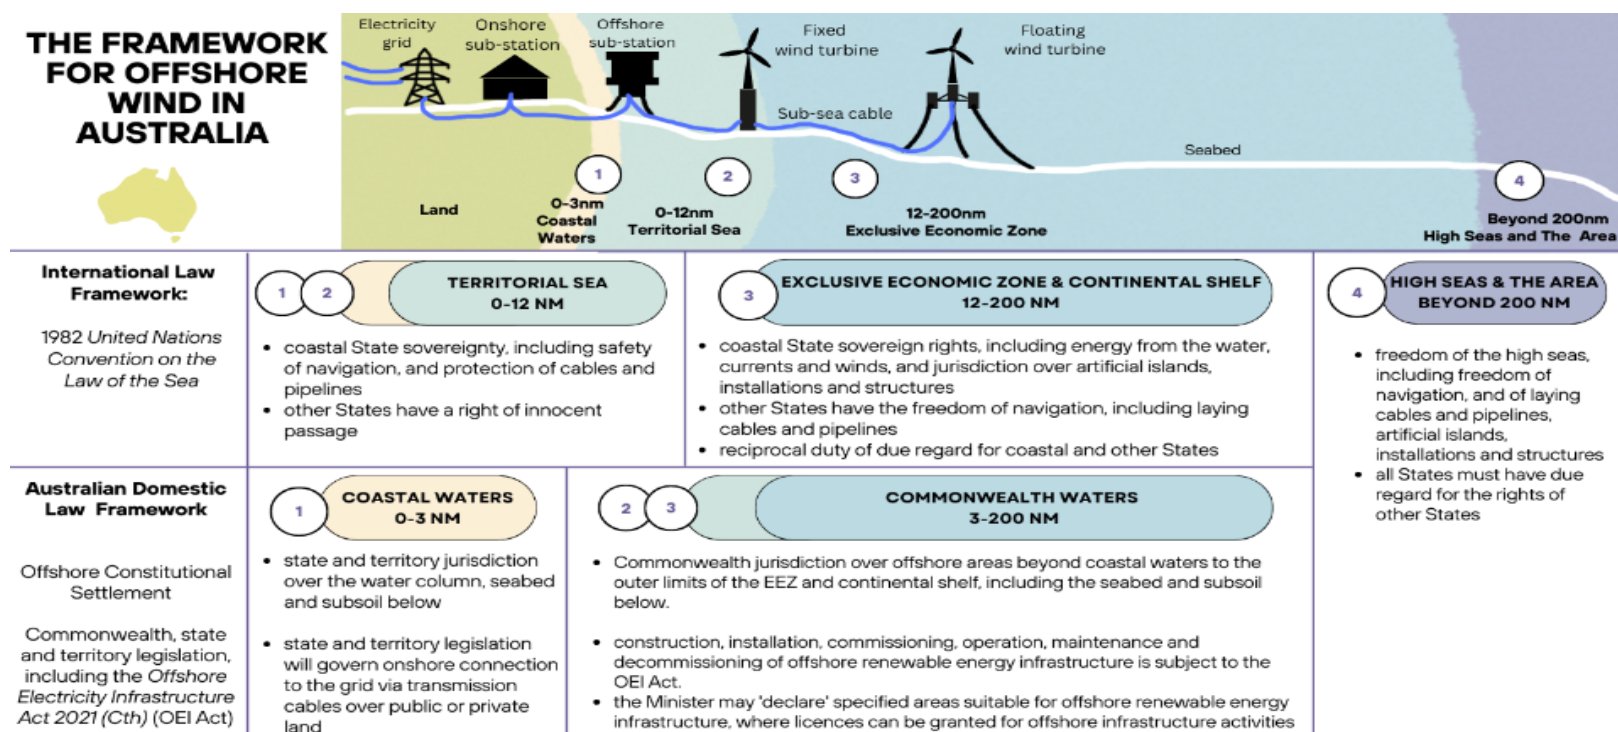 THE FRAMEWORK
FOR OFFSHORE
WIND IN
AUSTRALIA
Electricity
grid
Onshore
sub-station
Offshore
sub-station
Fixed
wind turbine
Floating
wind turbine
Sub-sea cable
Seabed
1
2
3
4
Land
0-3nm
Coastal
Waters
0-12nm
Territorial Sea
12-200nm
Exclusive Economic Zone
Beyond 200nm
High Seas and The Area
International Law
Framework:
1982 United Nations
Convention on the
Law of the Sea
1
2
TERRITORIAL SEA
0-12 NM
• coastal State sovereignty, including safety
of navigation, and protection of cables and
pipelines
• other States have a right of innocent
passage
3
EXCLUSIVE ECONOMIC ZONE & CONTINENTAL SHELF
12-200 NM
• coastal State sovereign rights, including energy from the water,
currents and winds, and jurisdiction over artificial islands,
installations and structures
• other States have the freedom of navigation, including laying
cables and pipelines
• reciprocal duty of due regard for coastal and other States
4
HIGH SEAS & THE AREA
BEYOND 200 NM
• freedom of the high seas,
including freedom of
navigation, and of laying
cables and pipelines,
artificial islands,
installations and structures
• all States must have due
regard for the rights of
other States
Australian Domestic
Law Framework
Offshore Constitutional
Settlement
Commonwealth, state
and territory legislation,
including the Offshore
Electricity Infrastructure
Act 2021 (Cth) (OEI Act)
1
COASTAL WATERS
0-3 NM
• state and territory jurisdiction
over the water column, seabed
and subsoil below
• state and territory legislation
will govern onshore connection
to the grid via transmission
cables over public or private
land
2
3
COMMONWEALTH WATERS
3-200 NM
• Commonwealth jurisdiction over offshore areas beyond coastal waters to the
outer limits of the EEZ and continental shelf, including the seabed and subsoil
below.
• construction, installation, commissioning, operation, maintenance and
decommissioning of offshore renewable energy infrastructure is subject to the
OEI Act.
• the Minister may 'declare' specified areas suitable for offshore renewable energy
infrastructure, where licences can be granted for offshore infrastructure activities